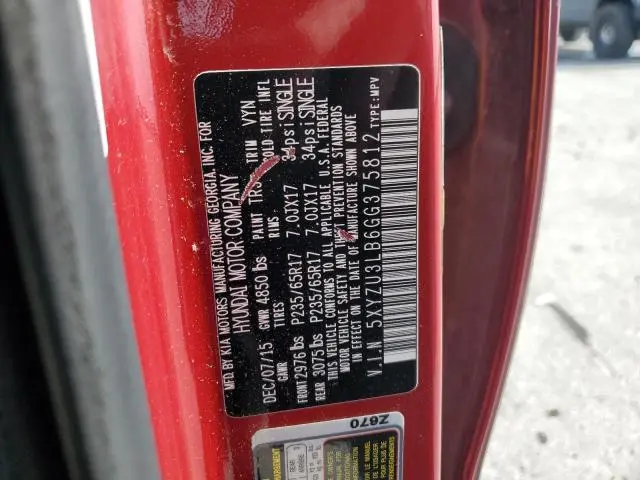 MFD BY KIA MOTORS MANUFACTURING GEORGIA, INC. FOR
HYUNDAI MOTOR COMPANY
DEC/07/15 GVWR 4850 lbs PAINT TR3 TRIM VYN
GAWR TIRES RIMS COLD TIRE INFL
FRONT 2976 lbs P235/65R17 7.0JX17 34psi SINGLE
REAR 3075 lbs P235/65R17 7.0JX17 34psi SINGLE
THIS VEHICLE CONFORMS TO ALL APPLICABLE U.S.A. FEDERAL
MOTOR VEHICLE SAFETY AND PREVENTION STANDARDS
IN EFFECT ON THE DATE OF MANUFACTURE SHOWN ABOVE
V.I.N 5XYZU3LB6GG375812 TYPE: MPV
Z670